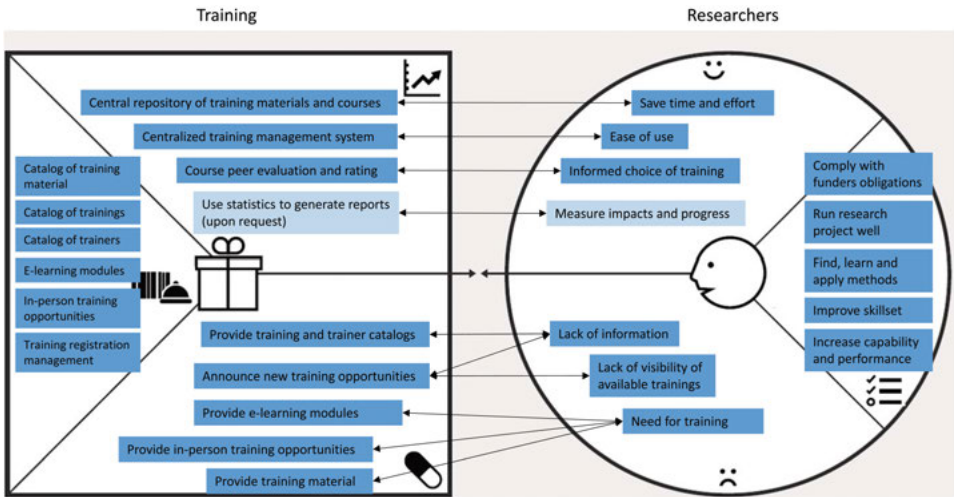 Training
Researchers
Central repository of training materials and courses
Save time and effort
Centralized training management system
Ease of use
Course peer evaluation and rating
Informed choice of training
Use statistics to generate reports
(upon request)
Measure impacts and progress
Catalog of training
material
Catalog of trainings
Catalog of trainers
E-learning modules
In-person training
opportunities
Training registration
management
Comply with
funders obligations
Run research
project well
Find, learn and
apply methods
Improve skillset
Increase capability
and performance
Provide training and trainer catalogs
Lack of information
Announce new training opportunities
Lack of visibility of
available trainings
Provide e-learning modules
Need for training
Provide in-person training opportunities
Provide training material